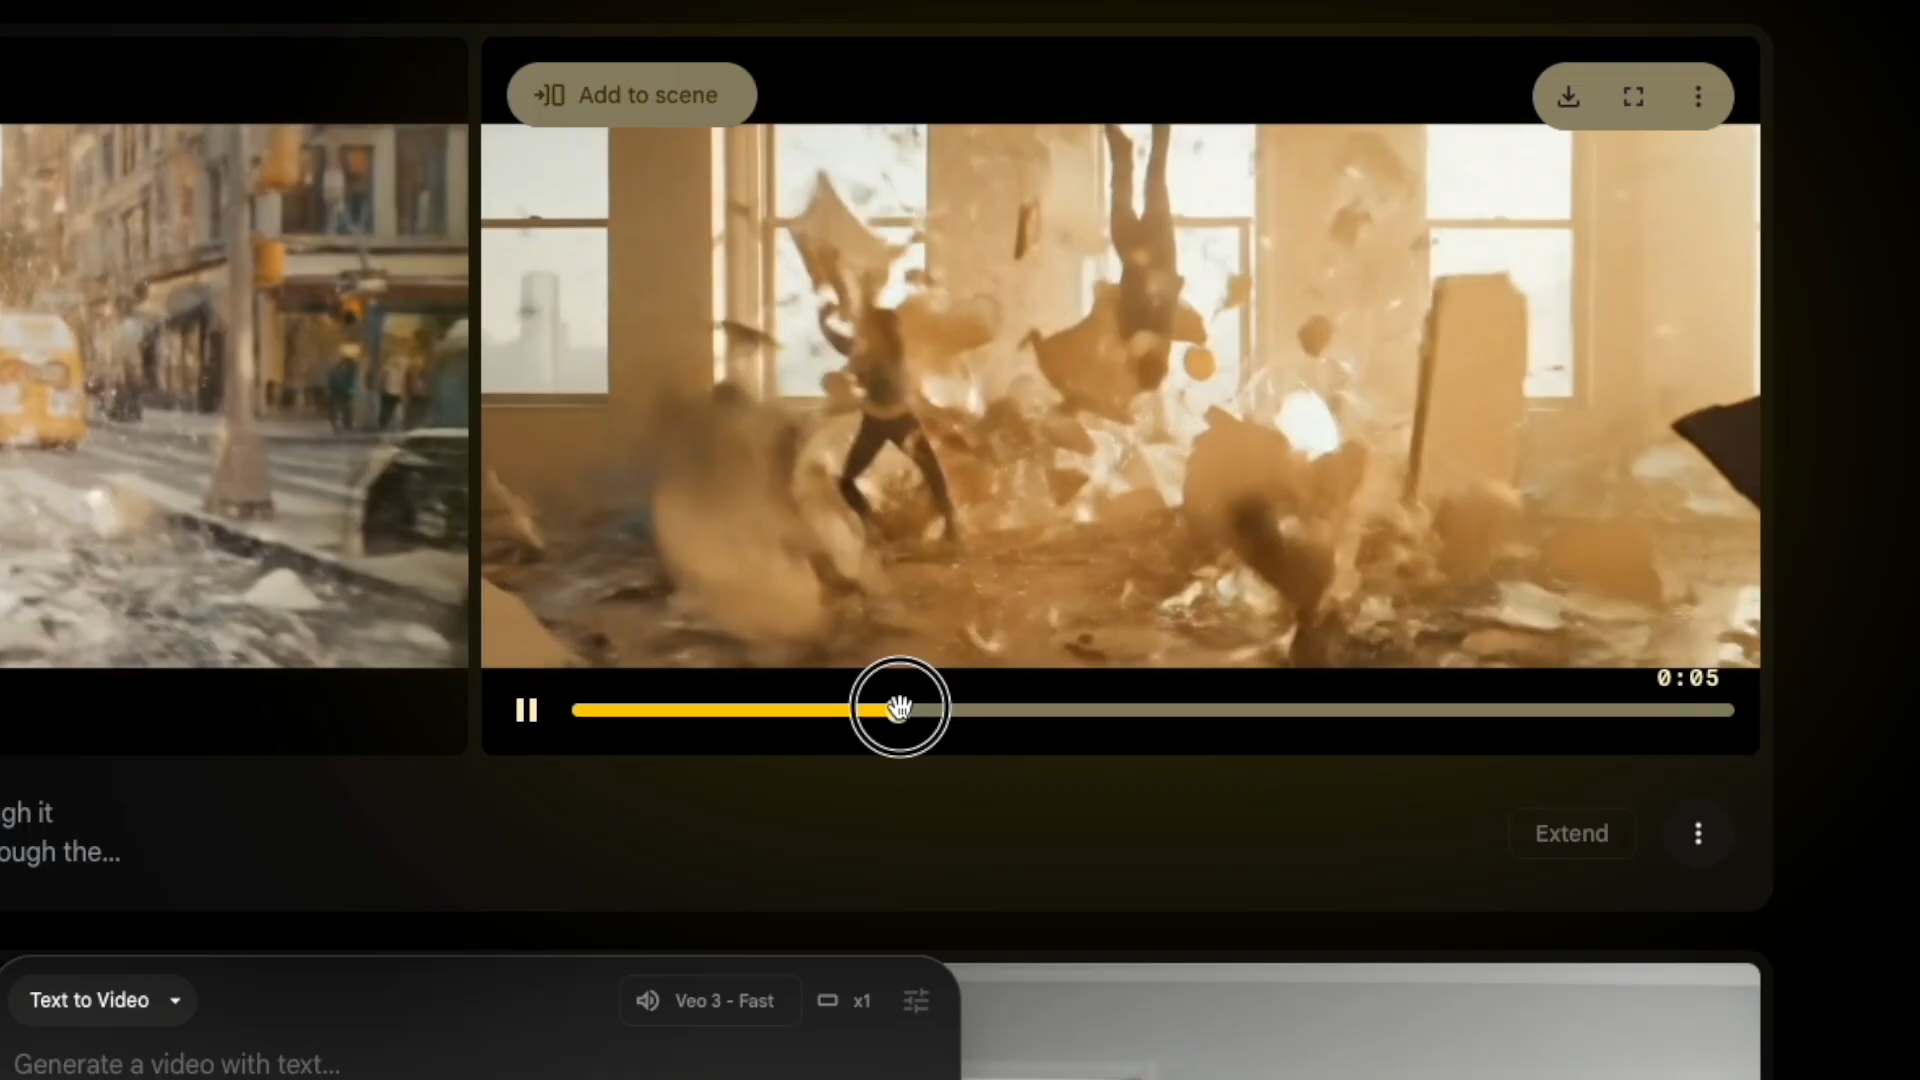 Add to scene
0:05
gh it
ough the...
Extend
Text to Video
Veo 3 - Fast
x1
Generate a video with text...